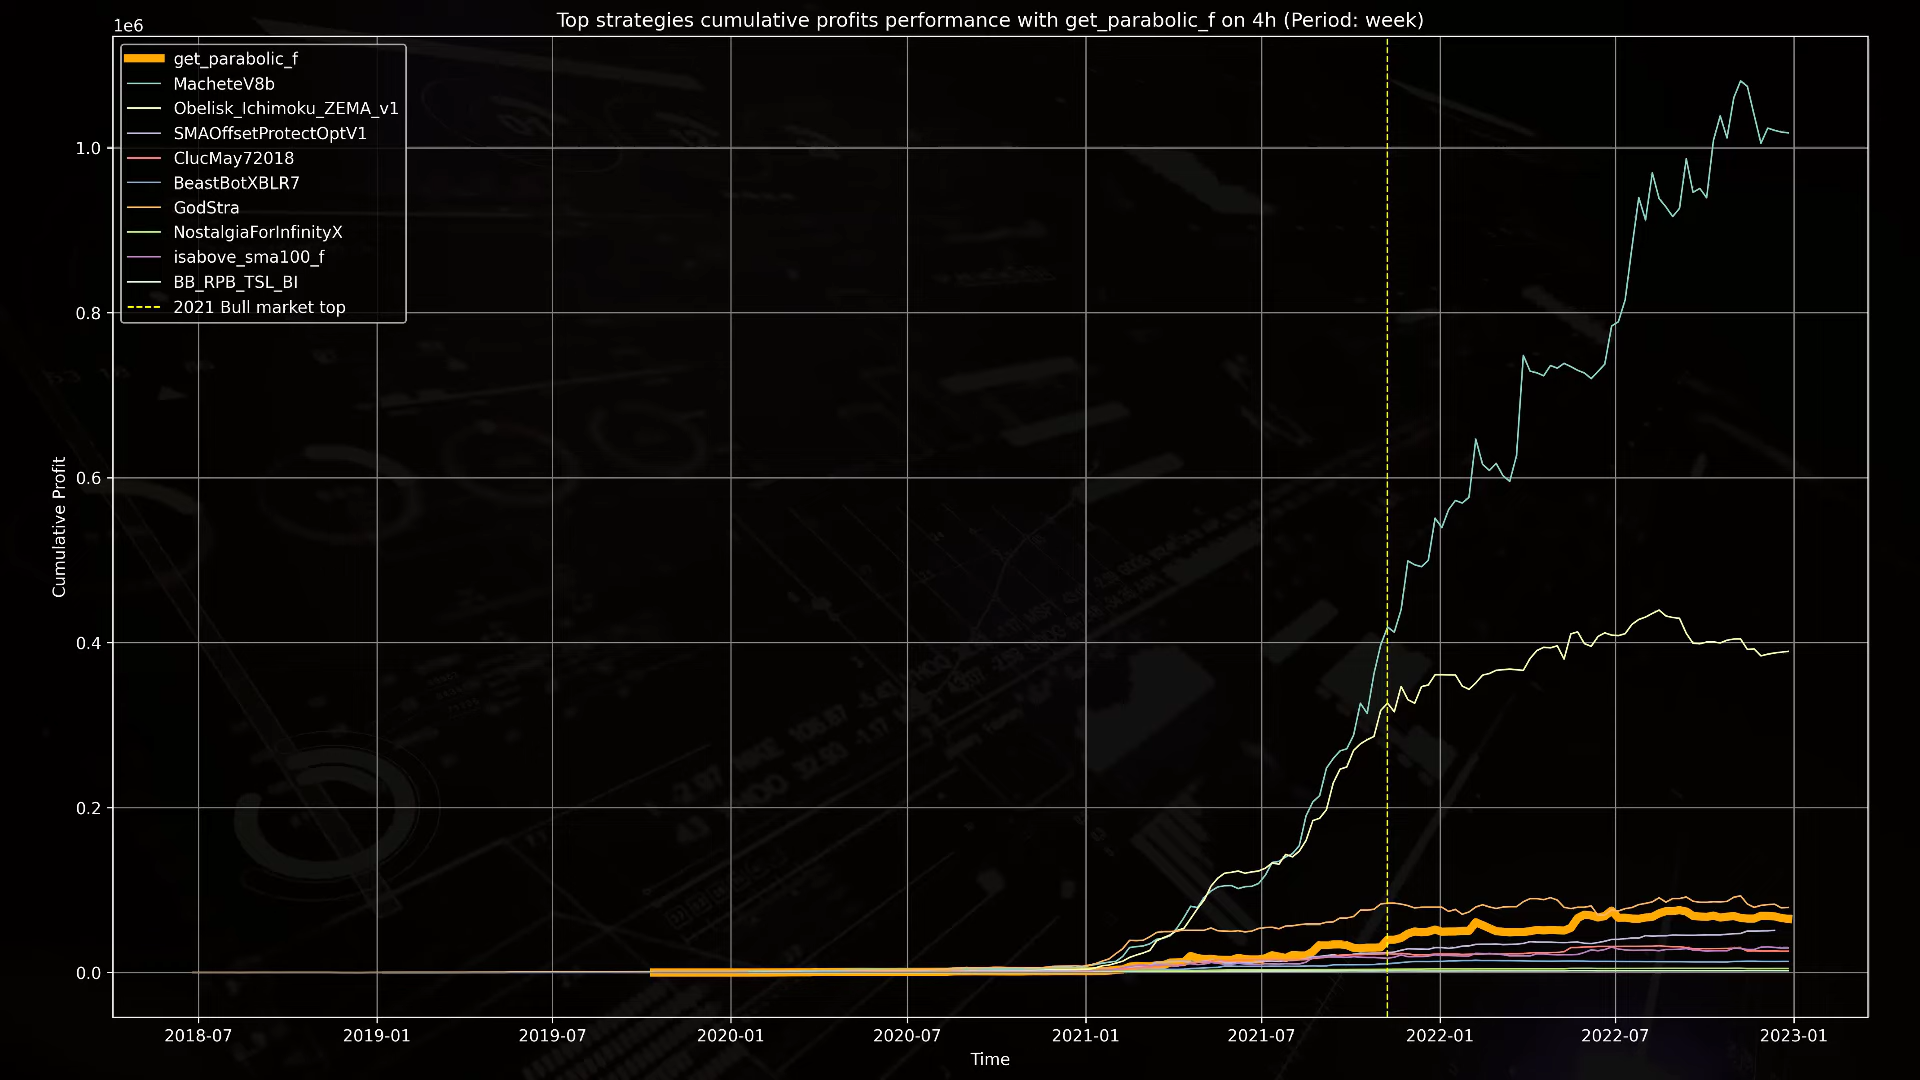 Top strategies cumulative profits performance with get_parabolic_f on 4h (Period: week)
1e6
get_parabolic_f
MacheteV8b
Obelisk_Ichimoku_ZEMA_v1
SMAOffsetProtectOptV1
ClucMay72018
BeastBotXBLR7
GodStra
NostalgiaForInfinityX
isabove_sma100_f
BB_RPB_TSL_BI
2021 Bull market top
1.0
0.8
0.6
0.4
0.2
0.0
Cumulative Profit
2018-07 2019-01 2019-07 2020-01 2020-07 2021-01 2021-07 2022-01 2022-07 2023-01
Time